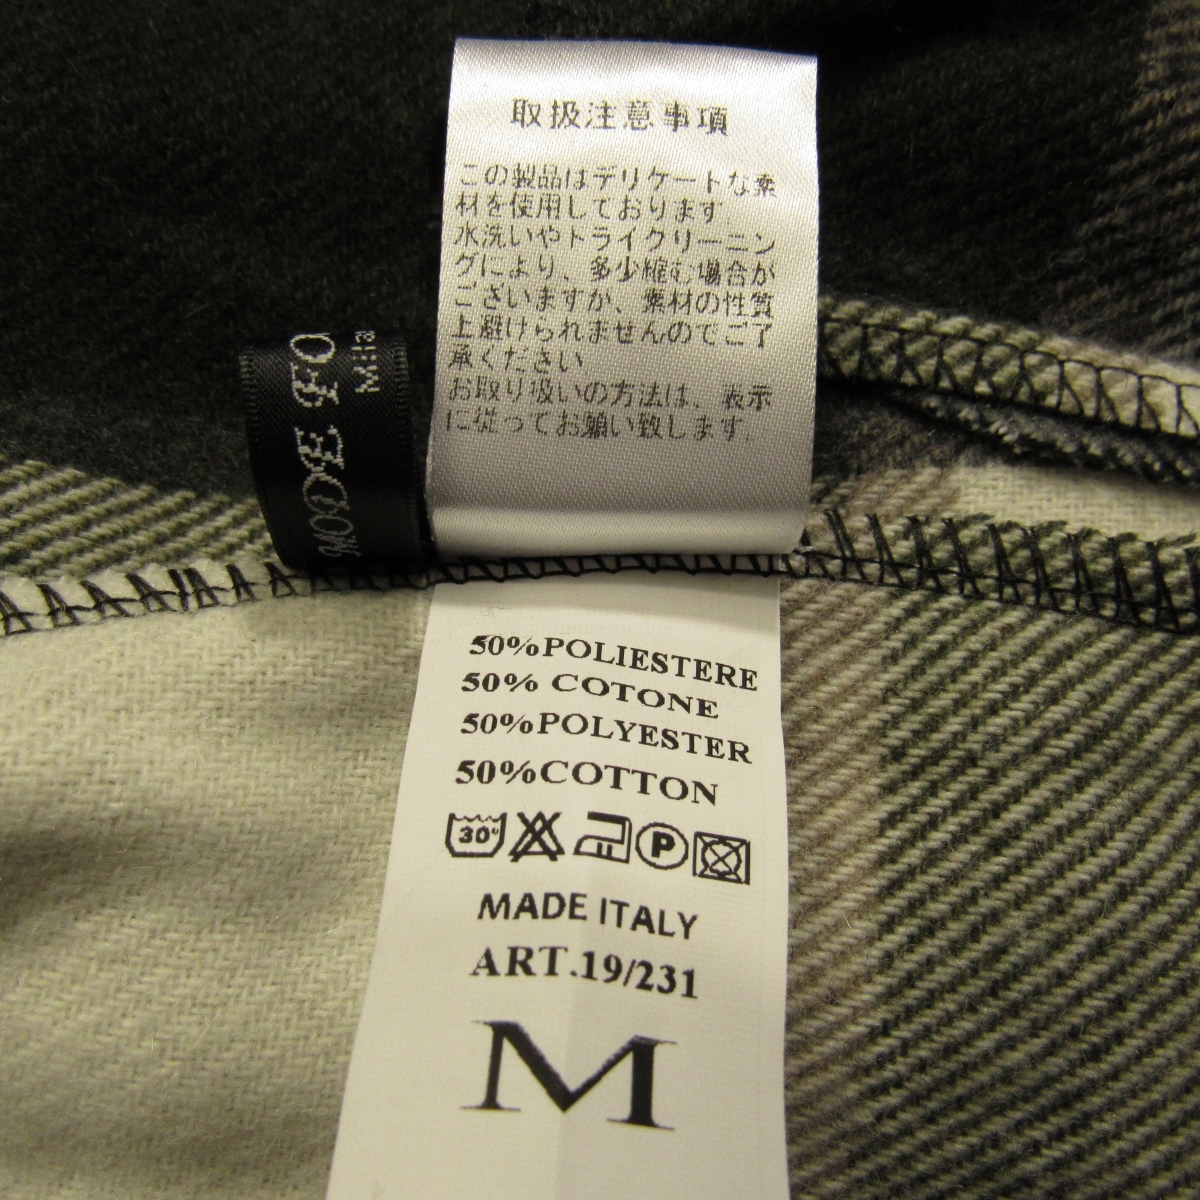 取扱注意事項
この製品はデリケートな素
材を使用しております。
水洗いやトライクリーニン
グにより、多少縮む場合が
ございますが、素材の性質
上避けられませんのでご了
承ください
お取り扱いの方法は、表示
に従ってお願い致します。
MODE FO
Mila
50%POLIESTERE
50% COTONE
50%POLYESTER
50%COTTON
30°
P
MADE ITALY
ART.19/231
M